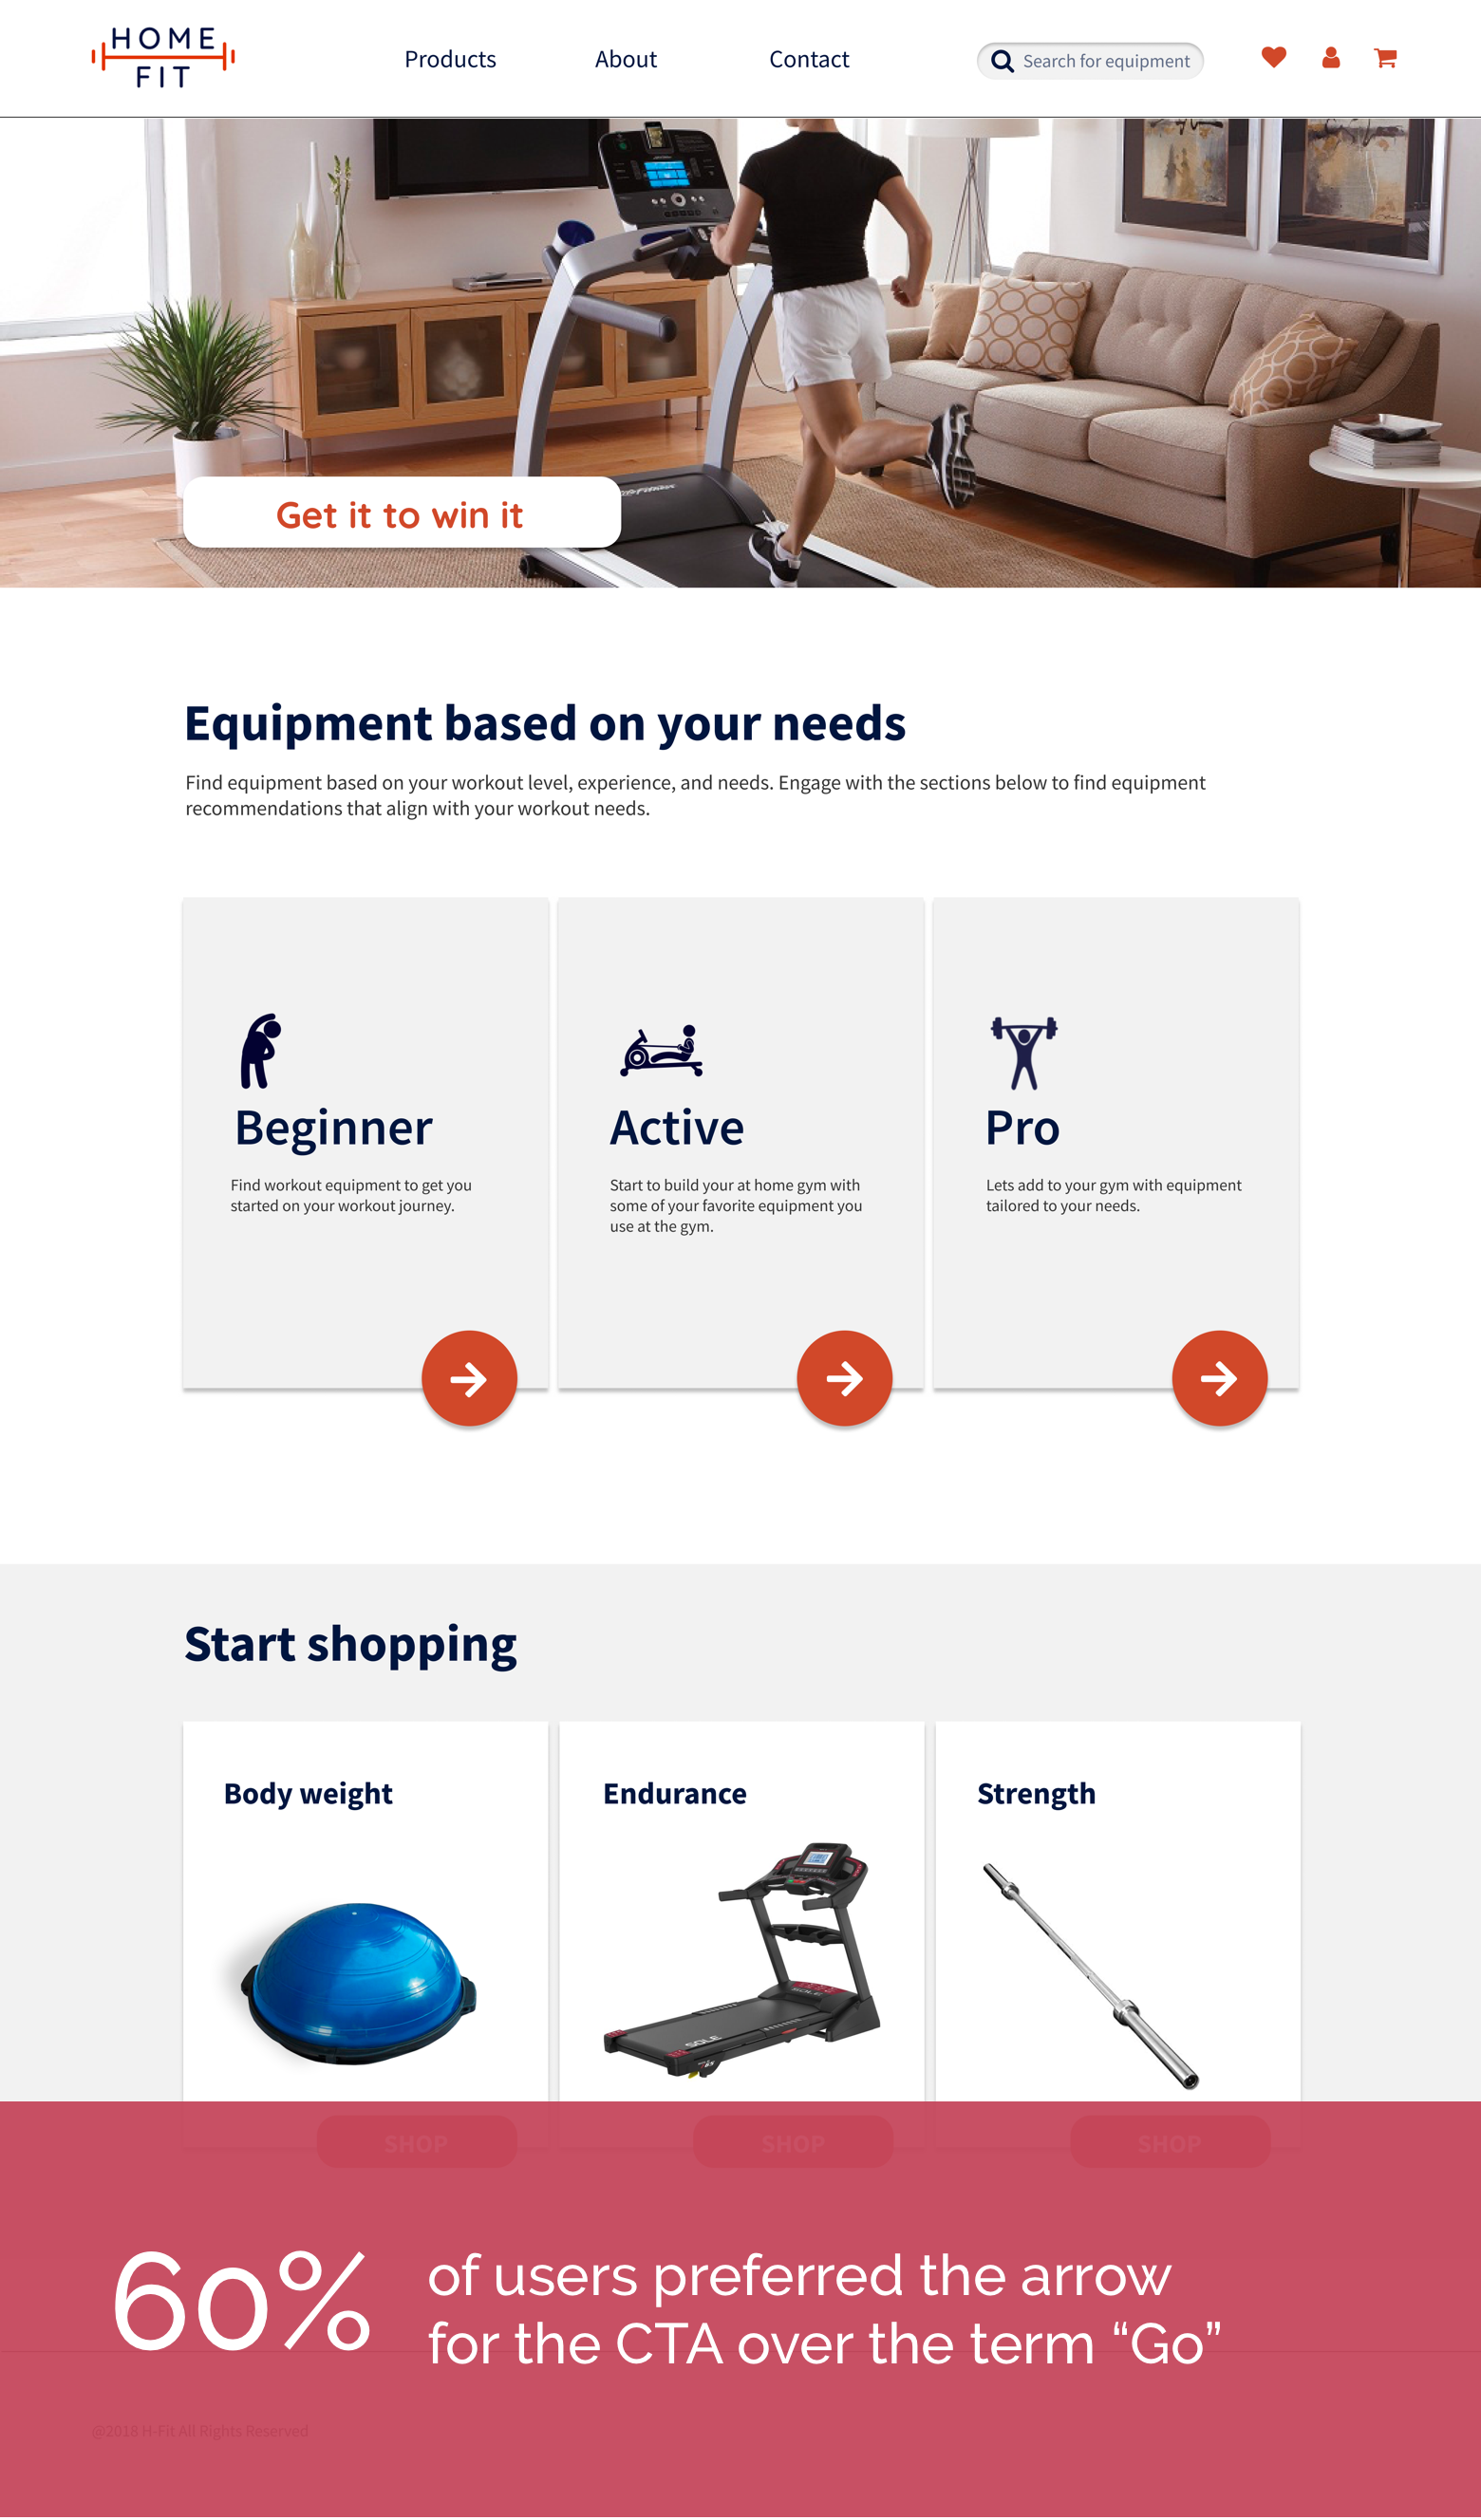 HOME
FIT
Products
About
Contact
Search for equipment
Get it to win it
Equipment based on your needs
Find equipment based on your workout level, experience, and needs. Engage with the sections below to find equipment
recommendations that align with your workout needs.
Beginner
Find workout equipment to get you
started on your workout journey.
Active
Start to build your at home gym with
some of your favorite equipment you
use at the gym.
Pro
Lets add to your gym with equipment
tailored to your needs.
Start shopping
Body weight
Endurance
SOLE
SOLE
Strength
SHOP
SHOP
SHOP
60%
of users preferred the arrow
for the CTA over the term “Go”
@2018 H-Fit All Rights Reserved